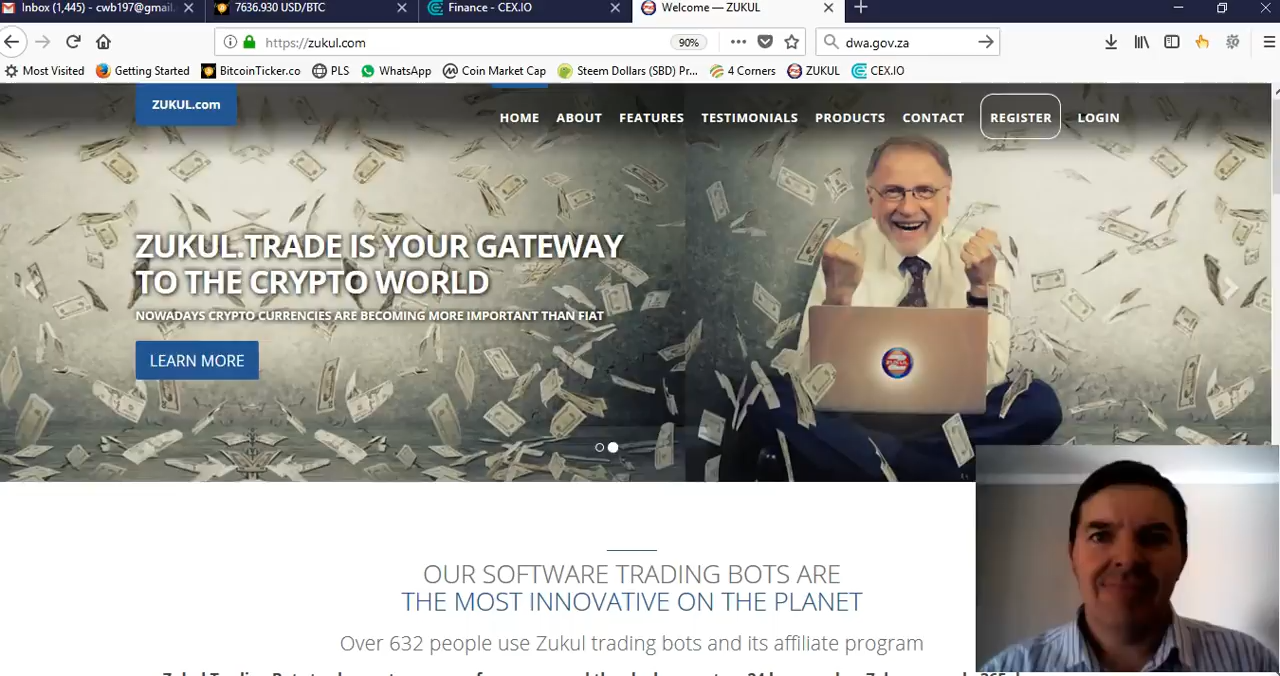 Inbox (1,445) - cwb197@gmail.
7636.930 USD/BTC
Finance - CEX.IO
Welcome — ZUKUL
https://zukul.com
90%
dwa.gov.za
Most Visited
Getting Started
BitcoinTicker.co
PLS
WhatsApp
Coin Market Cap
Steem Dollars (SBD) Pr...
4 Corners
ZUKUL
CEX.IO
ZUKUL.com
HOME
ABOUT
FEATURES
TESTIMONIALS
PRODUCTS
CONTACT
REGISTER
LOGIN
ZUKUL.TRADE IS YOUR GATEWAY
TO THE CRYPTO WORLD
NOWADAYS CRYPTO CURRENCIES ARE BECOMING MORE IMPORTANT THAN FIAT
LEARN MORE
ZUKUL
OUR SOFTWARE TRADING BOTS ARE
THE MOST INNOVATIVE ON THE PLANET
Over 632 people use Zukul trading bots and its affiliate program